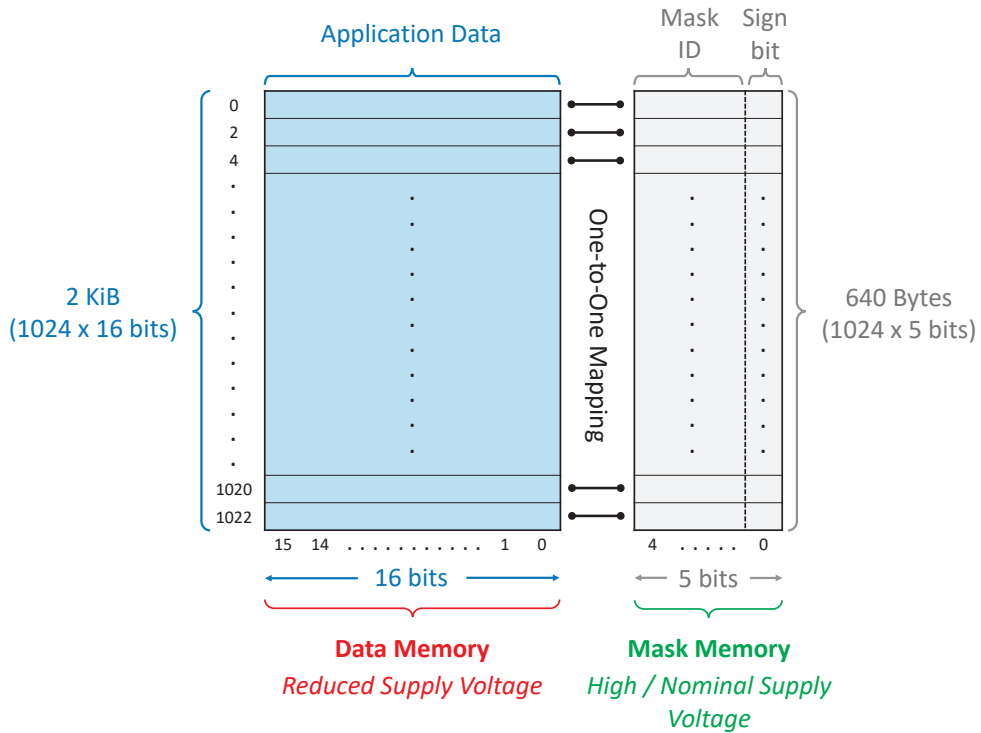 Application Data
Mask ID
Sign bit
0
2
4
1020
1022
2 KiB
(1024 x 16 bits)
One-to-One Mapping
640 Bytes
(1024 x 5 bits)
15 14 . . . . . . . . . . . 1 0
4 . . . . . 0
16 bits
5 bits
Data Memory
Reduced Supply Voltage
Mask Memory
High / Nominal Supply
Voltage